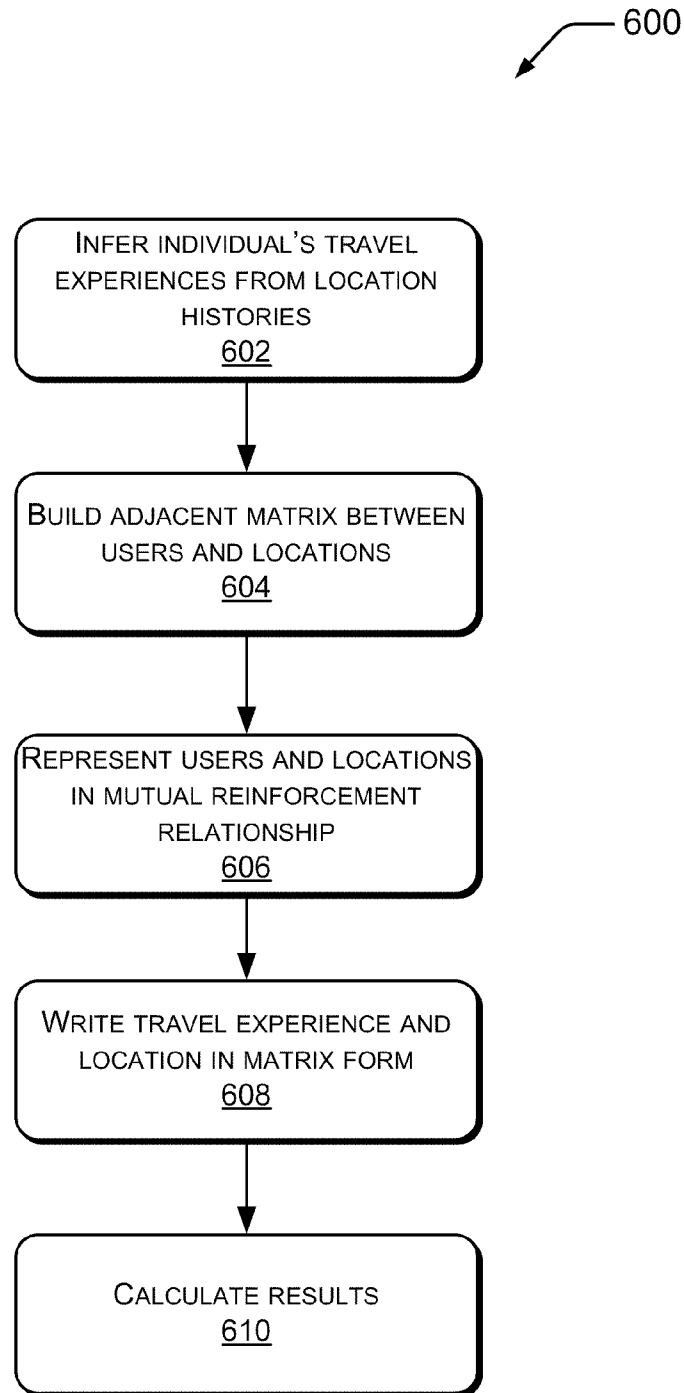 600
INFER INDIVIDUAL'S TRAVEL
EXPERIENCES FROM LOCATION
HISTORIES
602
BUILD ADJACENT MATRIX BETWEEN
USERS AND LOCATIONS
604
REPRESENT USERS AND LOCATIONS
IN MUTUAL REINFORCEMENT
RELATIONSHIP
606
WRITE TRAVEL EXPERIENCE AND
LOCATION IN MATRIX FORM
608
CALCULATE RESULTS
610